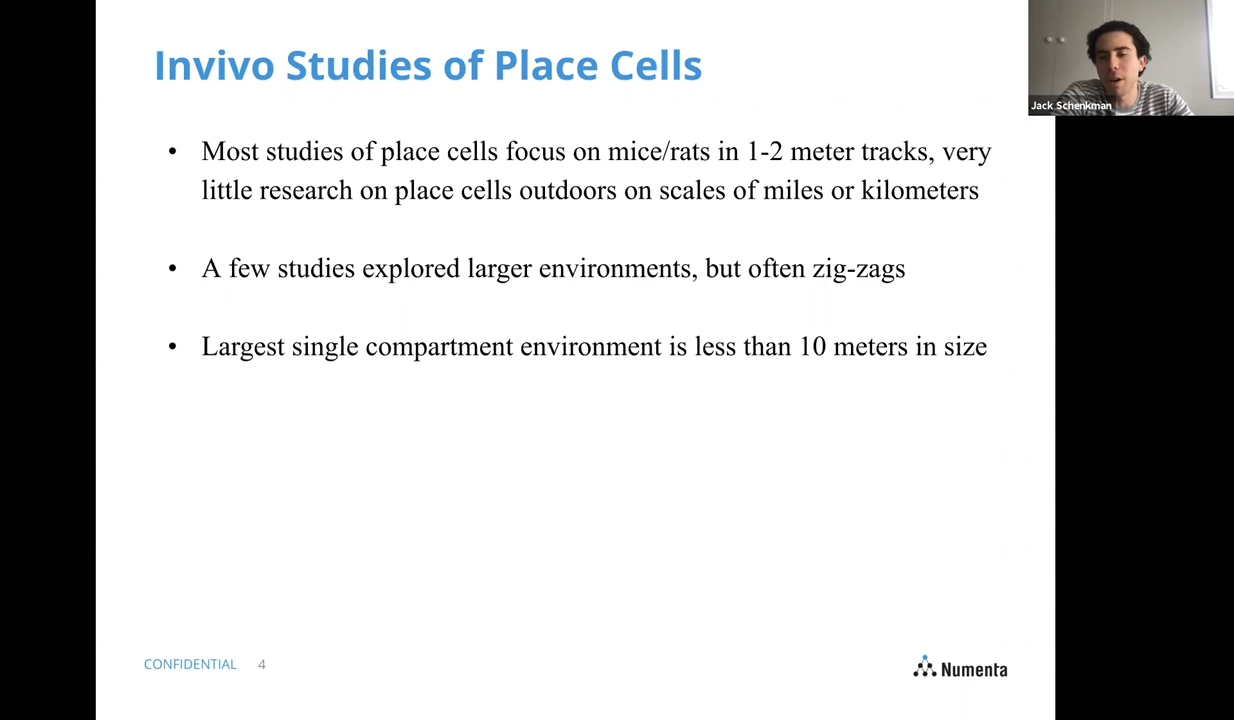 Invivo Studies of Place Cells
Jack Schenkman
• Most studies of place cells focus on mice/rats in 1-2 meter tracks, very
little research on place cells outdoors on scales of miles or kilometers
• A few studies explored larger environments, but often zig-zags
• Largest single compartment environment is less than 10 meters in size
CONFIDENTIAL 4
Numenta